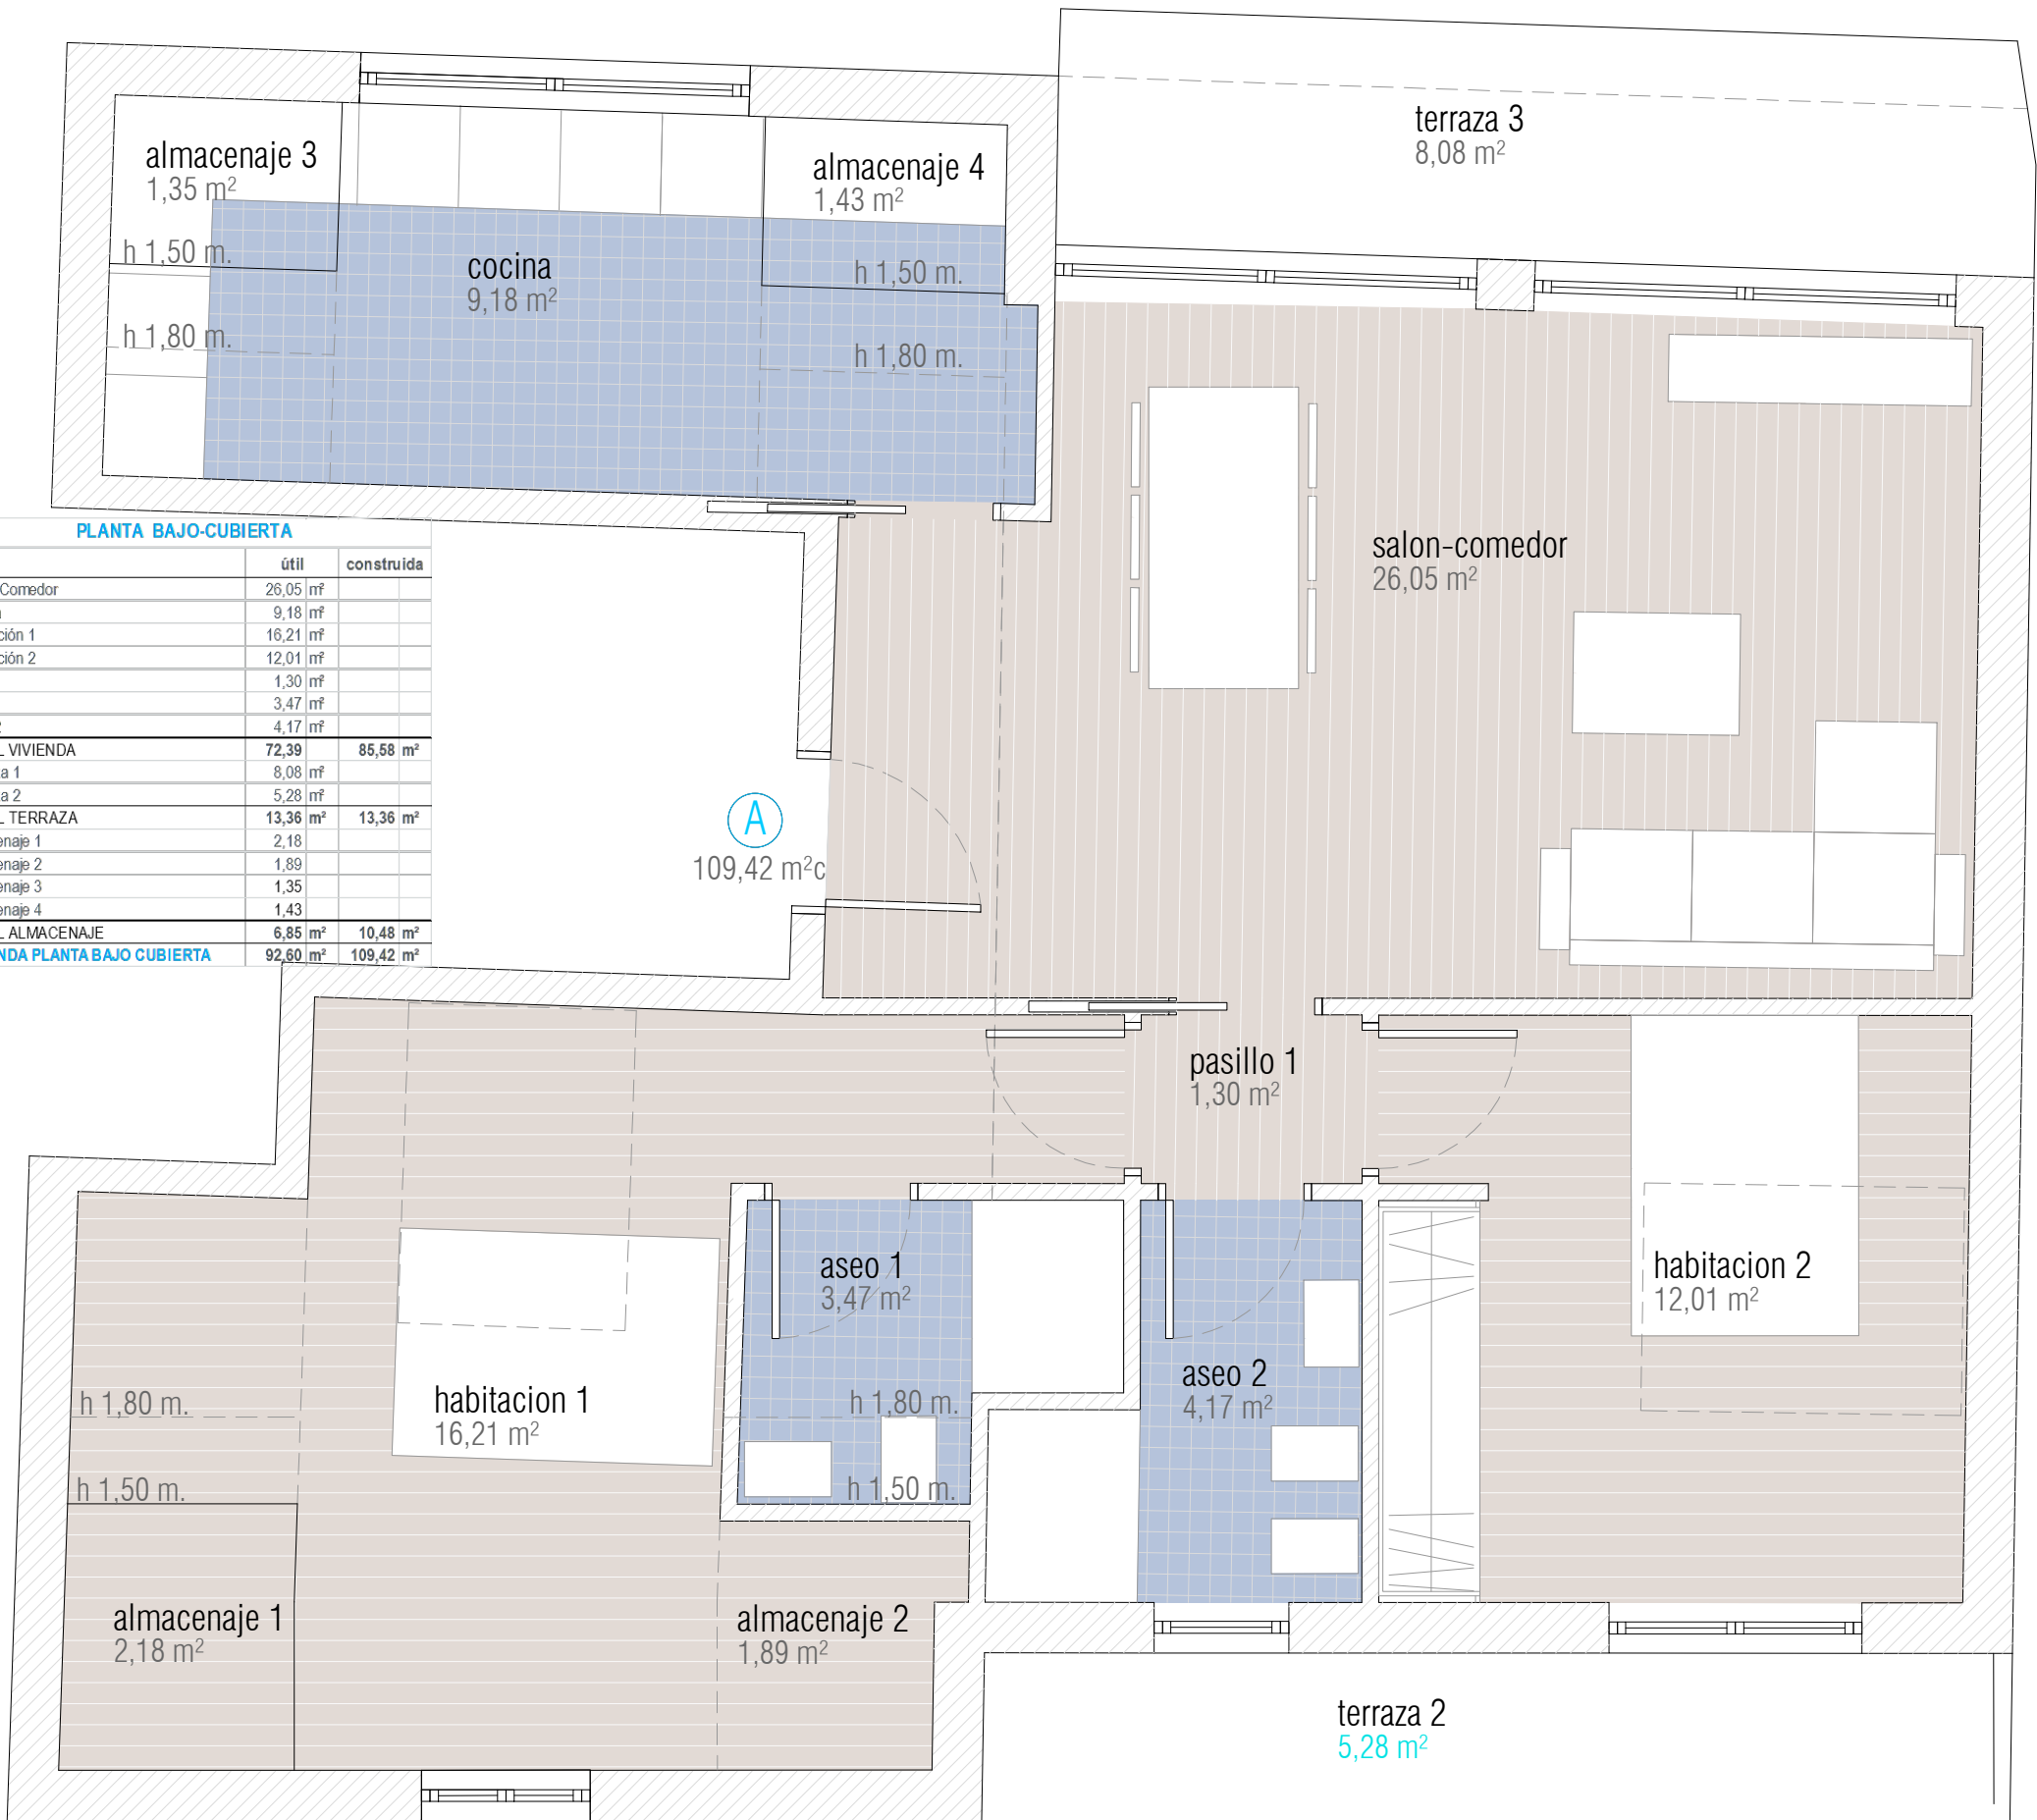 terraza 3
8,08 m²
almacenaje 3
1,35 m²
almacenaje 4
1,43 m²
h 1,50 m.
cocina
9,18 m²
h 1,50 m.
h 1,80 m.
h 1,80 m.
PLANTA BAJO-CUBIERTA
útil construida
Comedor 26,05 m²
9,18 m²
ción 1 16,21 m²
ción 2 12,01 m²
1,30 m²
3,47 m²
4,17 m²
L VIVIENDA 72,39 85,58 m²
a 1 8,08 m²
a 2 5,28 m²
L TERRAZA 13,36 m² 13,36 m²
enaje 1 2,18
enaje 2 1,89
enaje 3 1,35
enaje 4 1,43
L ALMACENAJE 6,85 m² 10,48 m²
NDA PLANTA BAJO CUBIERTA 92,60 m² 109,42 m²
salon-comedor
26,05 m²
A
109,42 m²c
pasillo 1
1,30 m²
aseo 1
3,47 m²
habitacion 2
12,01 m²
aseo 2
4,17 m²
h 1,80 m.
habitacion 1
16,21 m²
h 1,80 m.
h 1,50 m.
h 1,50 m.
almacenaje 1
2,18 m²
almacenaje 2
1,89 m²
terraza 2
5,28 m²